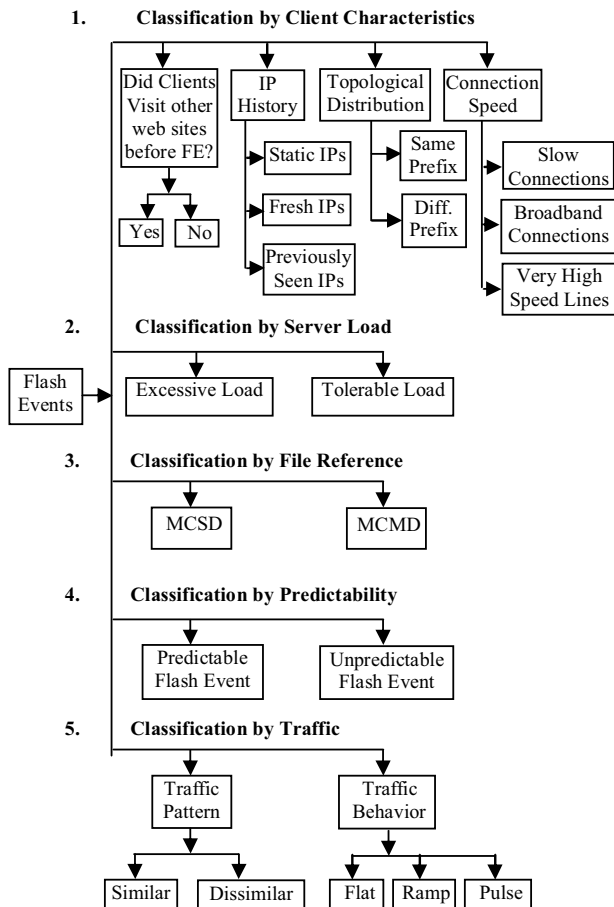 1. Classification by Client Characteristics
Did Clients
Visit other
web sites
before FE?
Yes
No
IP
History
Static IPs
Fresh IPs
Previously
Seen IPs
Topological
Distribution
Same
Prefix
Diff.
Prefix
Connection
Speed
Slow
Connections
Broadband
Connections
Very High
Speed Lines
2. Classification by Server Load
Flash
Events
Excessive Load
Tolerable Load
3. Classification by File Reference
MCSD
MCMD
4. Classification by Predictability
Predictable
Flash Event
Unpredictable
Flash Event
5. Classification by Traffic
Traffic
Pattern
Similar
Dissimilar
Traffic
Behavior
Flat
Ramp
Pulse